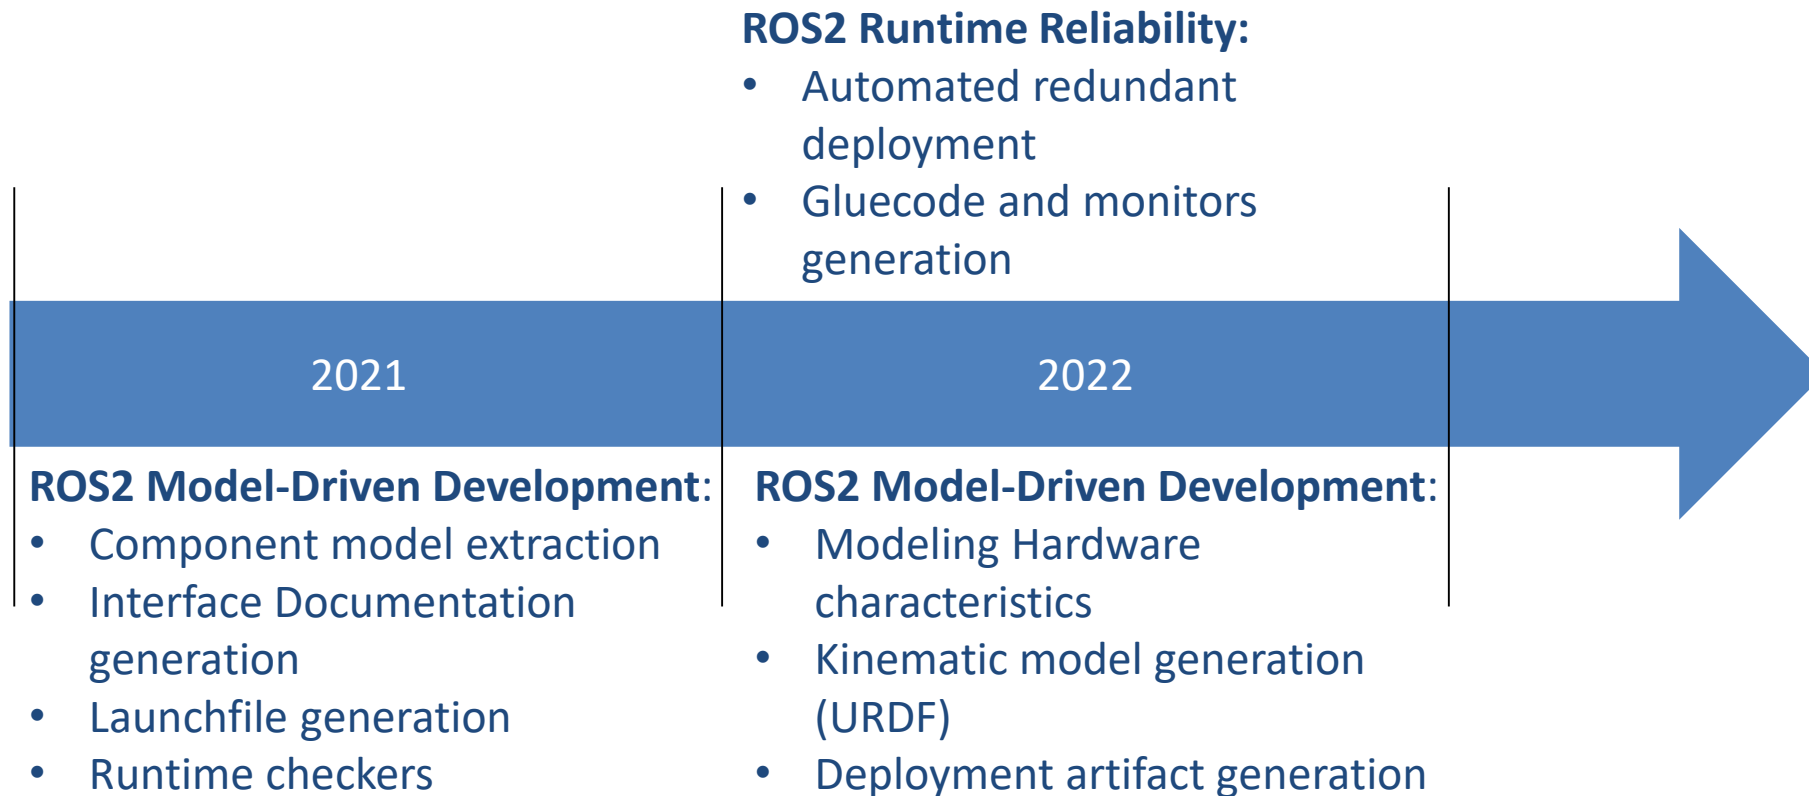 ROS2 Runtime Reliability:
• Automated redundant
deployment
• Gluecode and monitors
generation
2021
2022
ROS2 Model-Driven Development:
• Component model extraction
• Interface Documentation
generation
• Launchfile generation
• Runtime checkers
ROS2 Model-Driven Development:
• Modeling Hardware
characteristics
• Kinematic model generation
(URDF)
• Deployment artifact generation